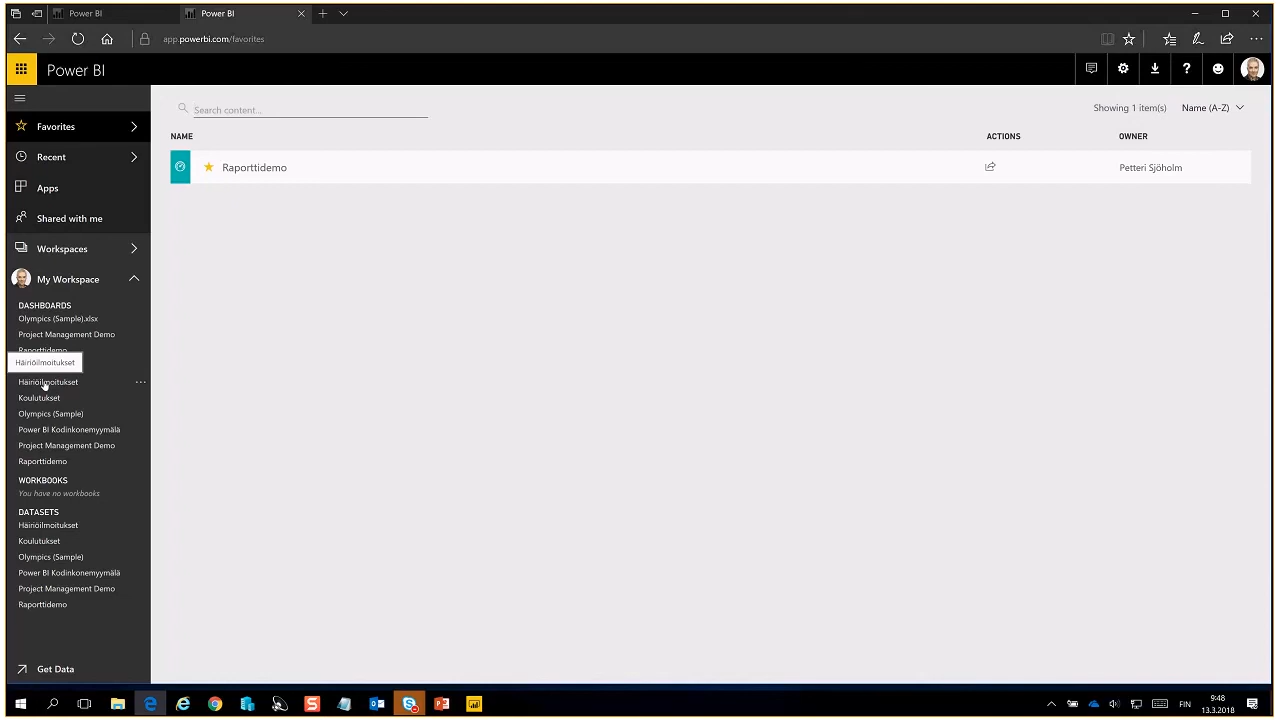 Power BI
Power BI
app.powerbi.com/favorites
Power BI
Search content...
Showing 1 item(s)
Name (A-Z)
NAME
ACTIONS
OWNER
Raporttidemo
Petteri Sjöholm
Favorites
Recent
Apps
Shared with me
Workspaces
My Workspace
DASHBOARDS
Olympics (Sample).xlsx
Project Management Demo
Raporttidemo
Häiriöilmoitukset
Häiriöilmoitukset
Koulutukset
Olympics (Sample)
Power BI Kodinkonemyymälä
Project Management Demo
Raporttidemo
WORKBOOKS
You have no workbooks
DATASETS
Häiriöilmoitukset
Koulutukset
Olympics (Sample)
Power BI Kodinkonemyymälä
Project Management Demo
Raporttidemo
Get Data
FIN
9:48
13.3.2018